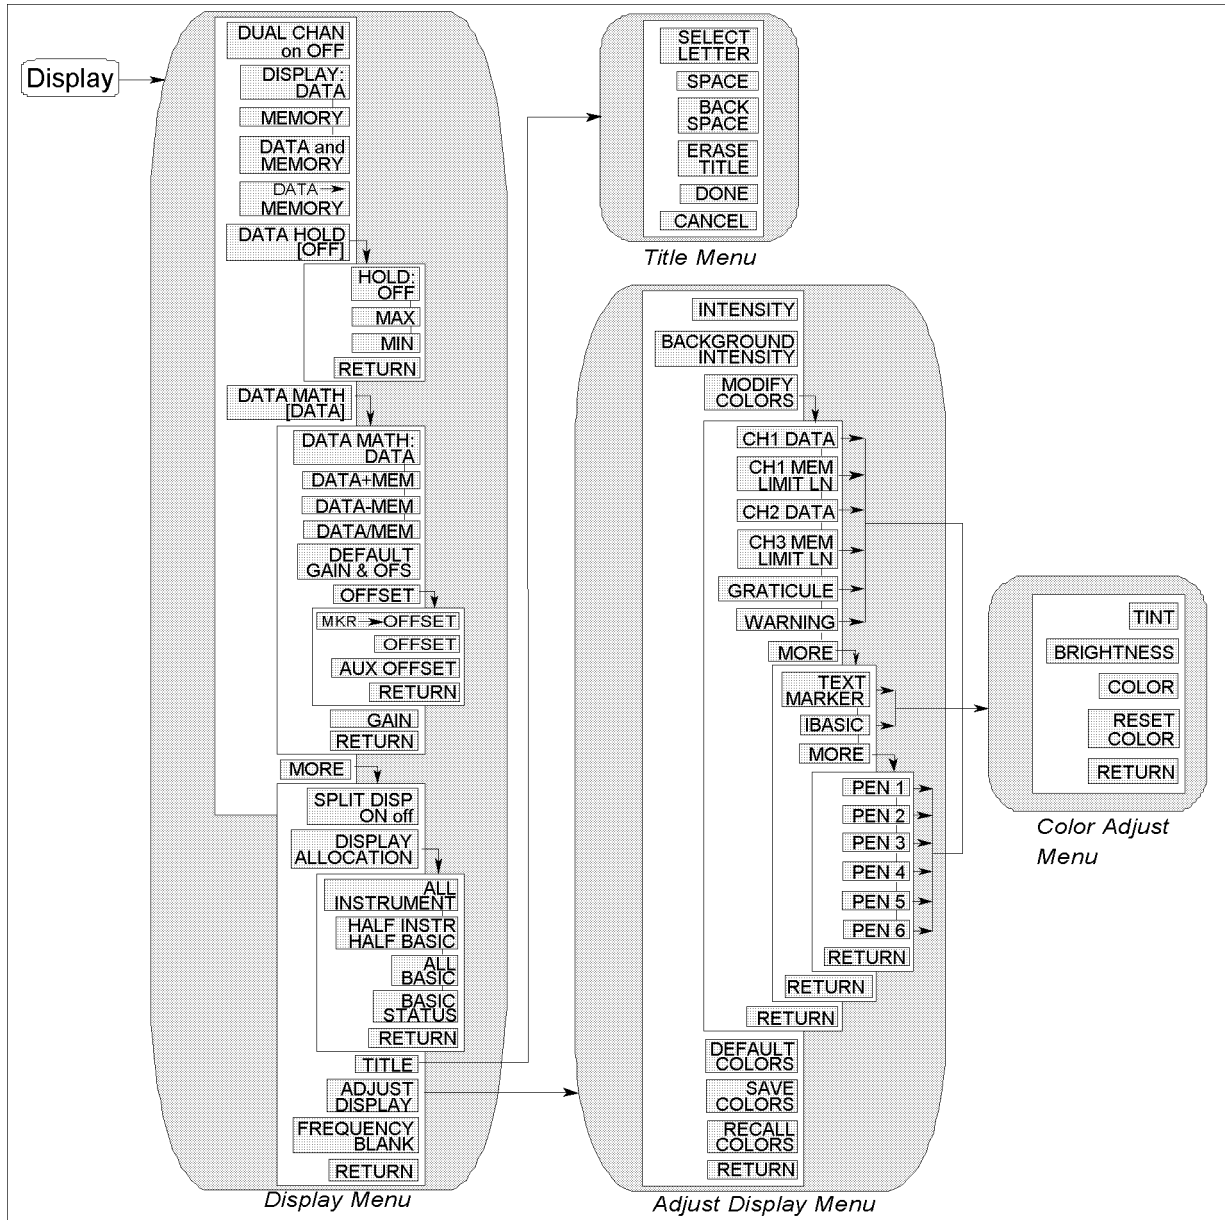 Display
DUAL CHAN
on OFF
DISPLAY:
DATA
MEMORY
DATA and
MEMORY
DATA
MEMORY
DATA HOLD
[OFF]
HOLD:
OFF
MAX
MIN
RETURN
DATA MATH
[DATA]
DATA MATH:
DATA
DATA+MEM
DATA-MEM
DATA/MEM
DEFAULT
GAIN & OFS
OFFSET
MKR OFFSET
OFFSET
AUX OFFSET
RETURN
GAIN
RETURN
MORE
SPLIT DISP
ON off
DISPLAY
ALLOCATION
ALL
INSTRUMENT
HALF INSTR
HALF BASIC
ALL
BASIC
BASIC
STATUS
RETURN
TITLE
ADJUST
DISPLAY
FREQUENCY
BLANK
RETURN
Display Menu
SELECT
LETTER
SPACE
BACK
SPACE
ERASE
TITLE
DONE
CANCEL
Title Menu
INTENSITY
BACKGROUND
INTENSITY
MODIFY
COLORS
CH1 DATA
CH1 MEM
LIMIT LN
CH2 DATA
CH3 MEM
LIMIT LN
GRATICULE
WARNING
MORE
TEXT
MARKER
IBASIC
MORE
PEN 1
PEN 2
PEN 3
PEN 4
PEN 5
PEN 6
RETURN
RETURN
RETURN
DEFAULT
COLORS
SAVE
COLORS
RECALL
COLORS
RETURN
Adjust Display Menu
TINT
BRIGHTNESS
COLOR
RESET
COLOR
RETURN
Color Adjust
Menu